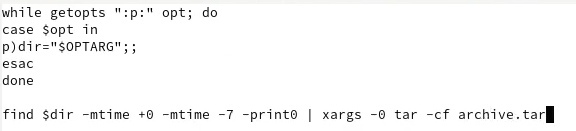 while getopts ":p:" opt; do
case $opt in
p)dir="$OPTARG";;
esac
done
find $dir -mtime +0 -mtime -7 -print0 | xargs -0 tar -cf archive.tar